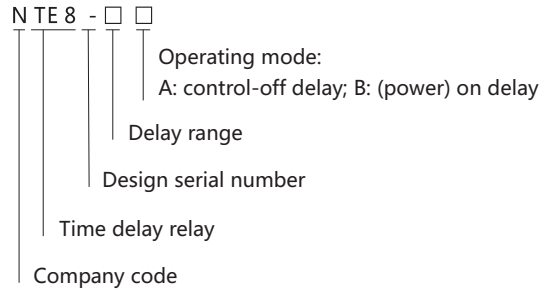 N TE 8 - □ □
Operating mode:
A: control-off delay; B: (power) on delay
Delay range
Design serial number
Time delay relay
Company code